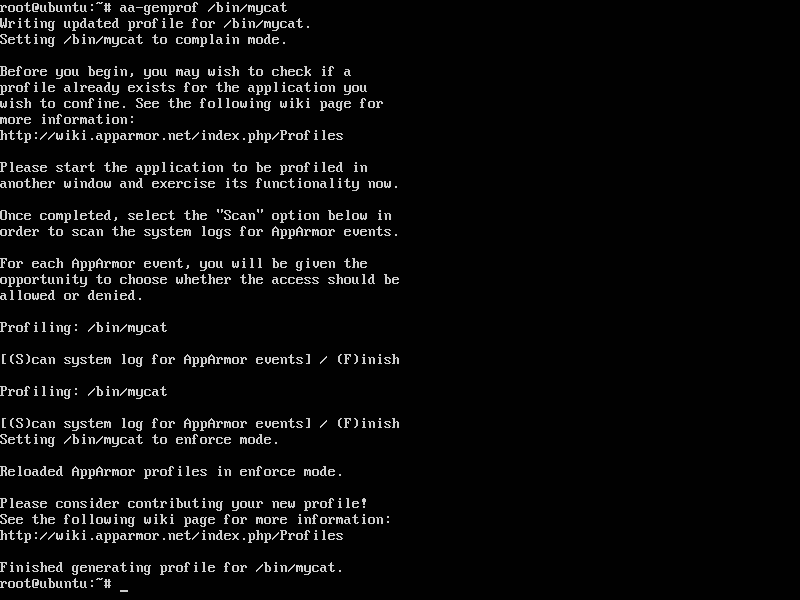 root@ubuntu:~# aa-genprof /bin/mycat
Writing updated profile for /bin/mycat.
Setting /bin/mycat to complain mode.
Before you begin, you may wish to check if a
profile already exists for the application you
wish to confine. See the following wiki page for
more information:
http://wiki.apparmor.net/index.php/Profiles
Please start the application to be profiled in
another window and exercise its functionality now.
Once completed, select the "Scan" option below in
order to scan the system logs for AppArmor events.
For each AppArmor event, you will be given the
opportunity to choose whether the access should be
allowed or denied.
Profiling: /bin/mycat
[(S)can system log for AppArmor events] / (F)inish
Profiling: /bin/mycat
[(S)can system log for AppArmor events] / (F)inish
Setting /bin/mycat to enforce mode.
Reloaded AppArmor profiles in enforce mode.
Please consider contributing your new profile!
See the following wiki page for more information:
http://wiki.apparmor.net/index.php/Profiles
Finished generating profile for /bin/mycat.
root@ubuntu:~# _